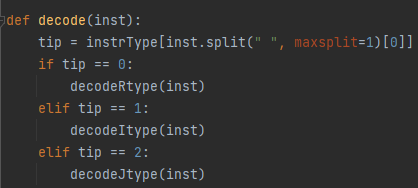 def decode(inst):
    tip = instrType[inst.split(" ", maxsplit=1)[0]]
    if tip == 0:
        decodeRtype(inst)
    elif tip == 1:
        decodeItype(inst)
    elif tip == 2:
        decodeJtype(inst)